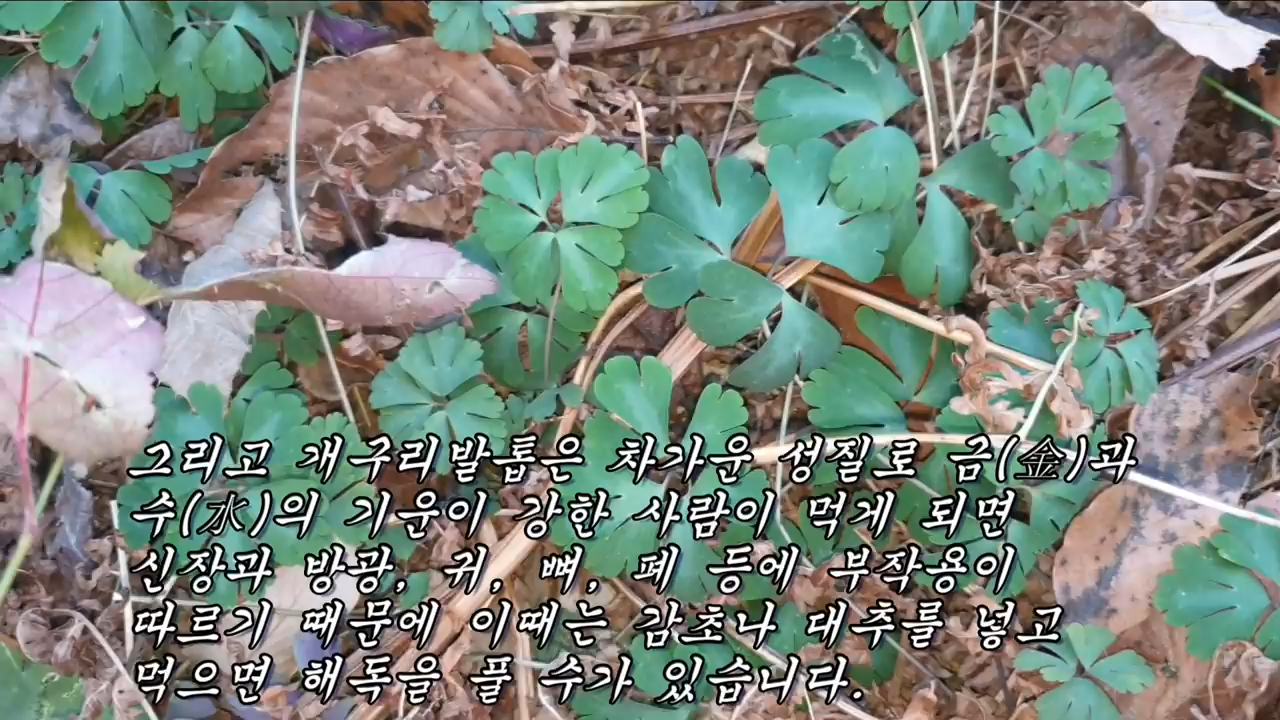 그리고 개구리발톱은 차가운 성질로 금(金)과
수(水)의 기운이 강한 사람이 먹게 되면
신장과 방광, 귀, 뼈, 폐 등에 부작용이
따르기 때문에 이때는 감초나 대추를 넣고
먹으면 해독을 풀 수가 있습니다.